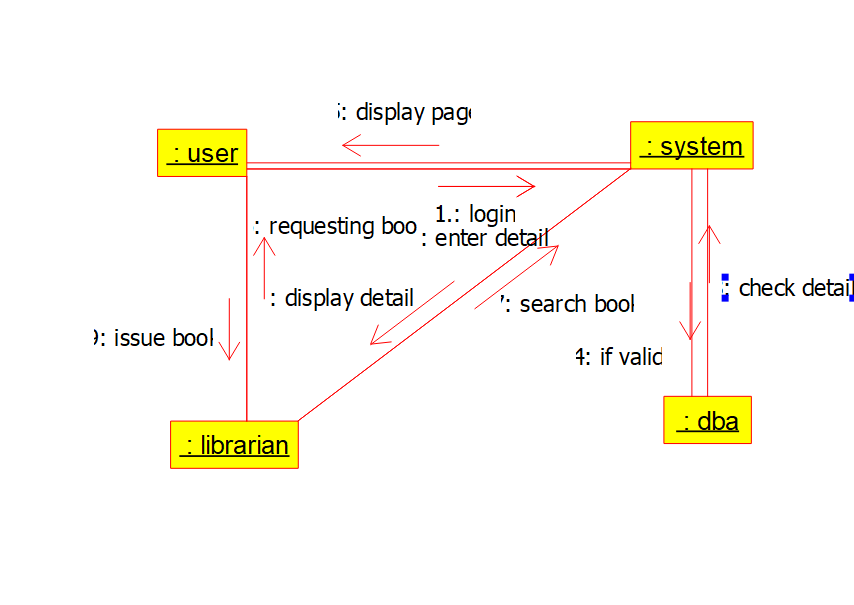 : display page
: user
: system
: requesting boo
1.: login
: enter detail
: check detail
: display detail
7: search book
9: issue book
4: if valid
: dba
: librarian